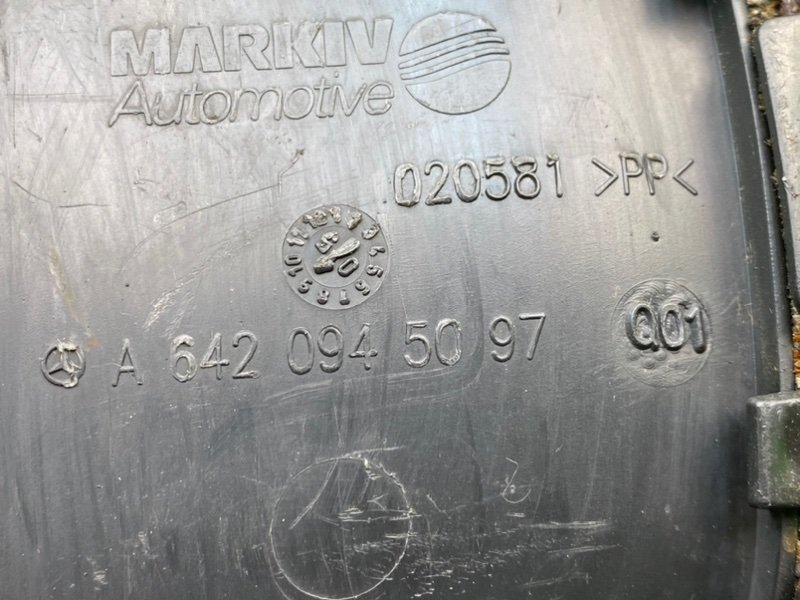 MARKIV
Automotive
020581 >PP<
A 642 094 50 97
Q01